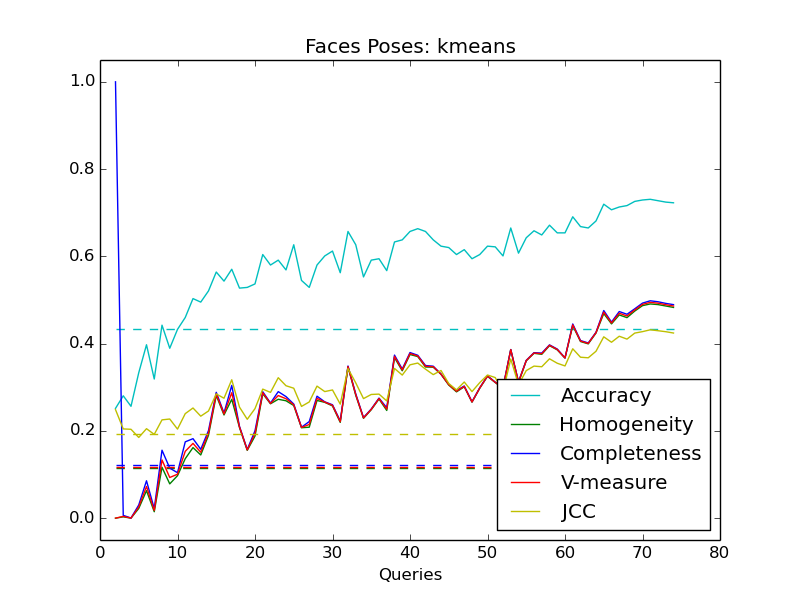 Faces Poses: kmeans
1.0
0.8
0.6
0.4
0.2
0.0
Accuracy
Homogeneity
Completeness
V-measure
JCC
0 10 20 30 40 50 60 70 80
Queries